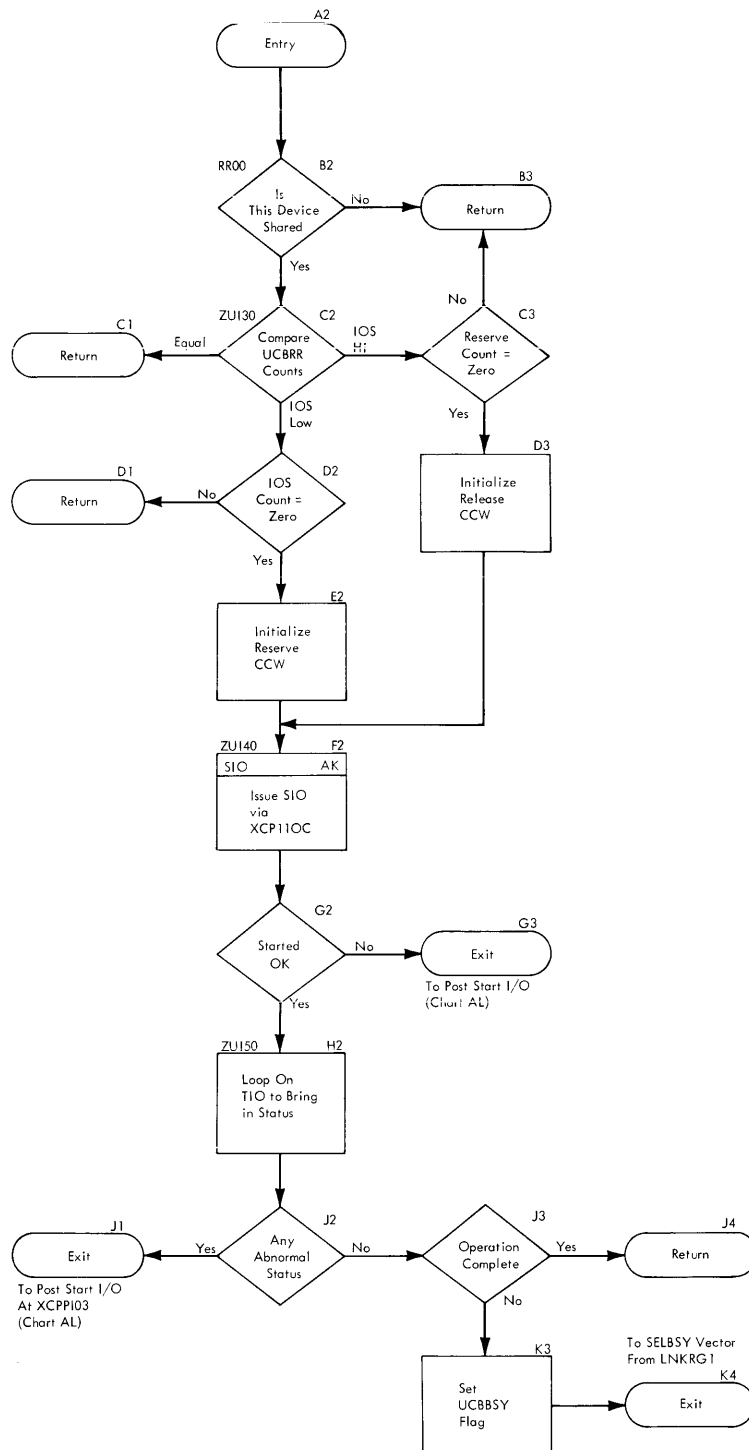 A2
Entry
RR00
B2
Is
This Device
Shared
No
B3
Return
Yes
ZUI30
C2
Compare
UCBRR
Counts
C1
Return
Equal
IOS
Hi
No
C3
Reserve
Count =
Zero
IOS
Low
Yes
D1
Return
No
D2
IOS
Count =
Zero
D3
Initialize
Release
CCW
Yes
E2
Initialize
Reserve
CCW
ZUI40
F2
SIO
AK
Issue SIO
via
XCP11OC
G2
Started
OK
No
G3
Exit
To Post Start I/O
(Chart AL)
Yes
ZUI50
H2
Loop On
TIO to Bring
in Status
J1
Exit
Yes
To Post Start I/O
At XCPPI03
(Chart AL)
J2
Any
Abnormal
Status
No
J3
Operation
Complete
Yes
J4
Return
No
K3
Set
UCBBSY
Flag
To SELBSY Vector
From LNKRG1
K4
Exit